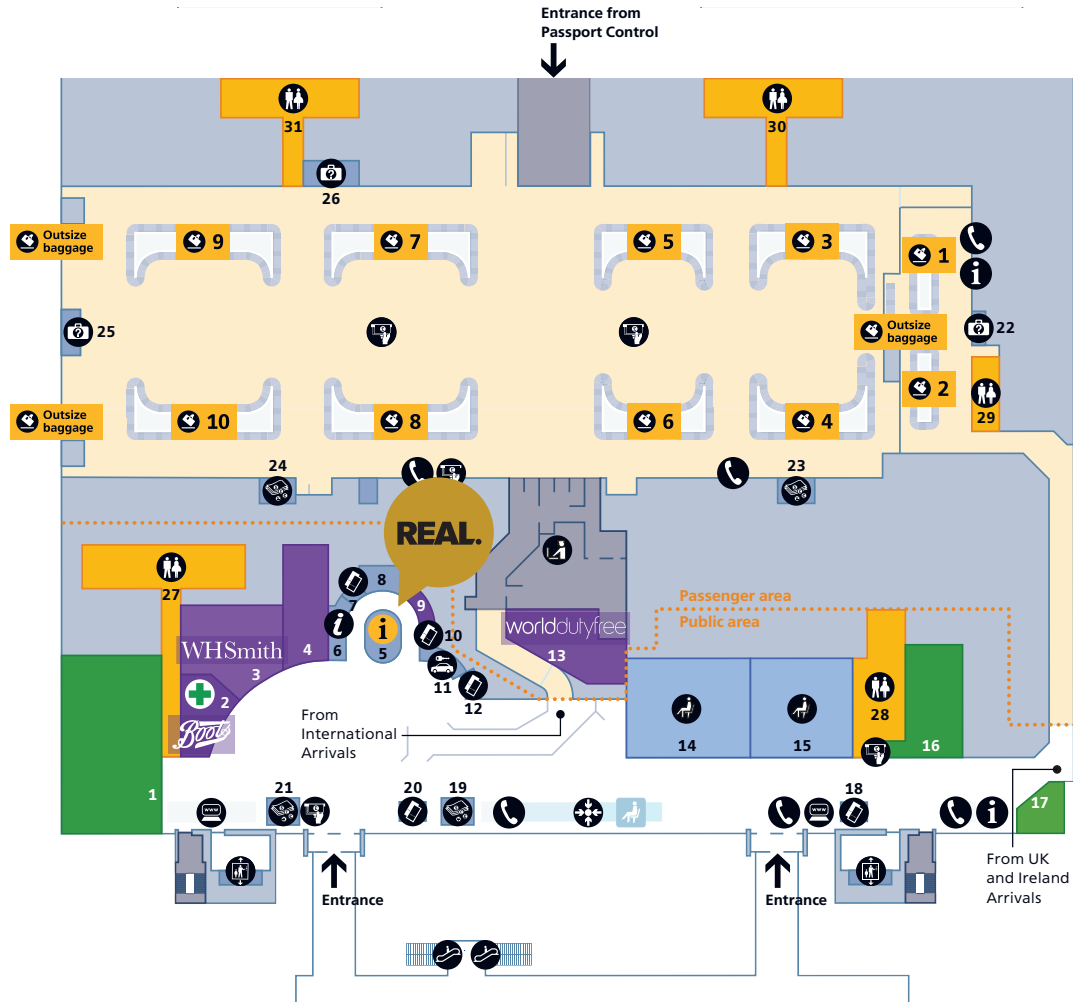 Entrance from
Passport Control
31
30
26
Outsize
baggage
9
7
5
3
1
25
Outsize
baggage
22
Outsize
baggage
10
8
6
4
2
29
24
23
REAL.
27
8
7
9
i
i
10
6
5
WHSmith
4
3
11
2
12
Boots
worlddutyfree
13
Passenger area
Public area
From
International
Arrivals
14
15
28
16
1
21
20
19
18
17
www
www
Entrance
Entrance
From UK
and Ireland
Arrivals